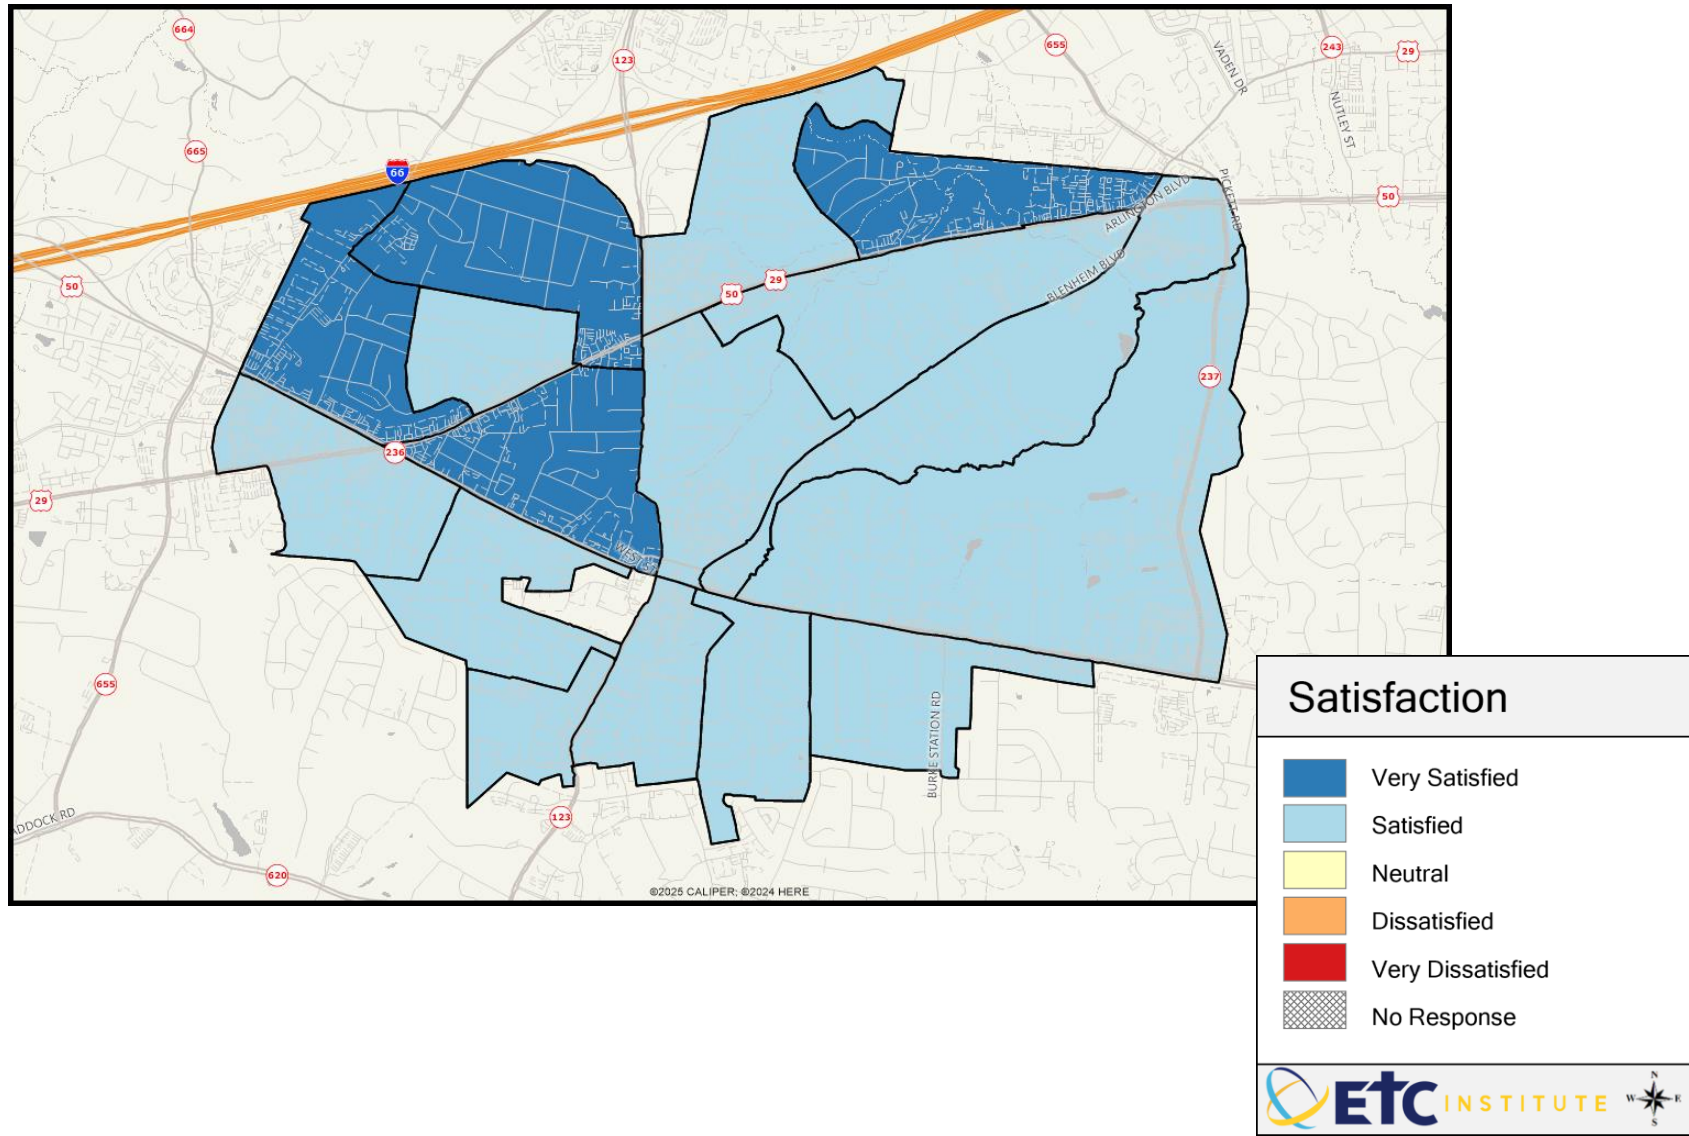 664
123
655
243
29
VADEN DR
NUTLEY ST
665
66
50
PICKETT RD
ARLINGTON BLVD
50
29
50
BLENHEIM BLVD
237
236
29
WEST ST
655
BURKE STATION RD
123
ADDOCK RD
620
©2025 CALIPER; ©2024 HERE
Satisfaction
Very Satisfied
Satisfied
Neutral
Dissatisfied
Very Dissatisfied
No Response
ETC INSTITUTE
N
W E
S